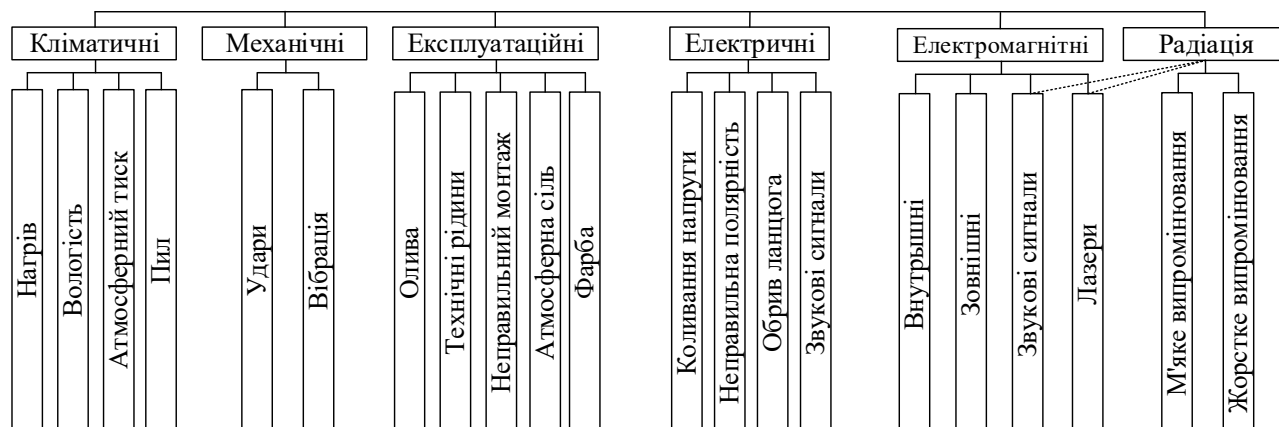 Кліматичні
Механічні
Експлуатаційні
Електричні
Електромагнітні
Радіація
Нагрів
Вологість
Атмосферний тиск
Пил
Удари
Вібрація
Олива
Технічні рідини
Неправильний монтаж
Атмосферна сіль
Фарба
Коливання напруги
Неправильна полярність
Обрив ланцюга
Звукові сигнали
Внутрышні
Зовнішні
Звукові сигнали
Лазери
М'яке випромінювання
Жорстке випромінювання